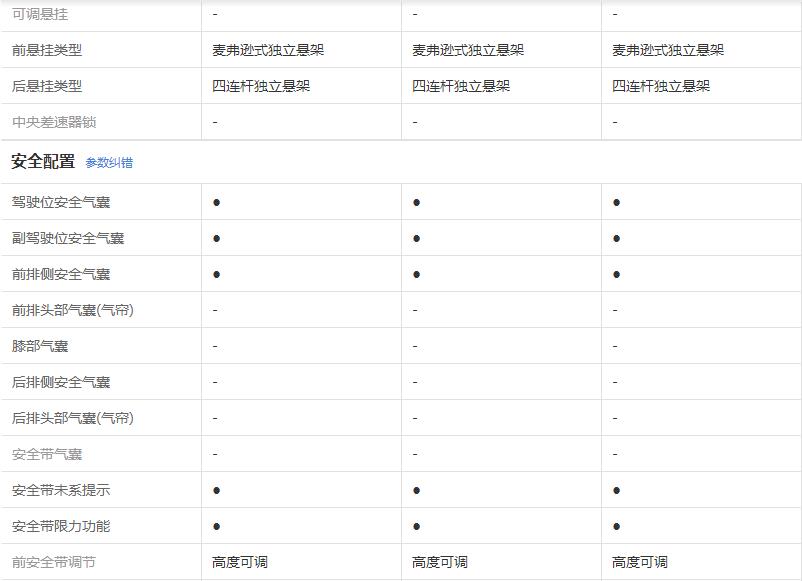 可调悬挂 - - -
前悬挂类型 麦弗逊式独立悬架 麦弗逊式独立悬架 麦弗逊式独立悬架
后悬挂类型 四连杆独立悬架 四连杆独立悬架 四连杆独立悬架
中央差速器锁 - - -
安全配置 参数纠错
驾驶位安全气囊 ● ● ●
副驾驶位安全气囊 ● ● ●
前排侧安全气囊 ● ● ●
前排头部气囊(气帘) - - -
膝部气囊 - - -
后排侧安全气囊 - - -
后排头部气囊(气帘) - - -
安全带气囊 - - -
安全带未系提示 ● ● ●
安全带限力功能 ● ● ●
前安全带调节 高度可调 高度可调 高度可调